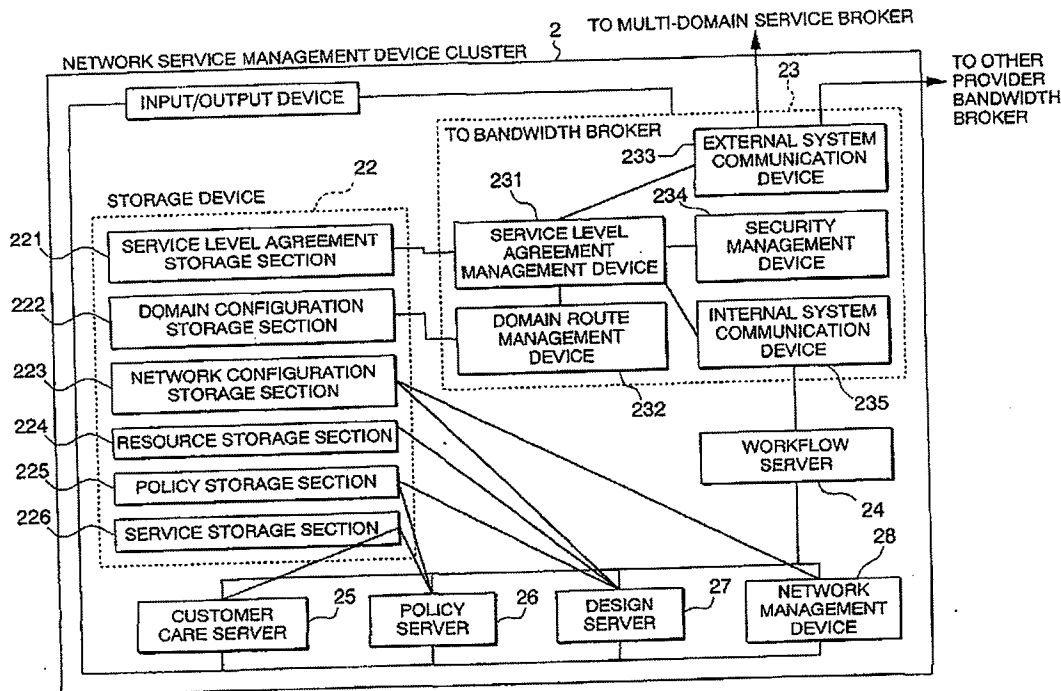 TO MULTI-DOMAIN SERVICE BROKER
2
NETWORK SERVICE MANAGEMENT DEVICE CLUSTER
TO OTHER
PROVIDER
BANDWIDTH
BROKER
INPUT/OUTPUT DEVICE
23
TO BANDWIDTH BROKER
233
EXTERNAL SYSTEM
COMMUNICATION
DEVICE
22
STORAGE DEVICE
231
234
221
SERVICE LEVEL AGREEMENT
STORAGE SECTION
SERVICE LEVEL
AGREEMENT
MANAGEMENT DEVICE
SECURITY
MANAGEMENT
DEVICE
222
DOMAIN CONFIGURATION
STORAGE SECTION
DOMAIN ROUTE
MANAGEMENT
DEVICE
INTERNAL SYSTEM
COMMUNICATION
DEVICE
223
NETWORK CONFIGURATION
STORAGE SECTION
232
235
224
RESOURCE STORAGE SECTION
WORKFLOW
SERVER
225
POLICY STORAGE SECTION
24
226
SERVICE STORAGE SECTION
28
CUSTOMER
CARE SERVER
25
POLICY
SERVER
26
DESIGN
SERVER
27
NETWORK
MANAGEMENT
DEVICE